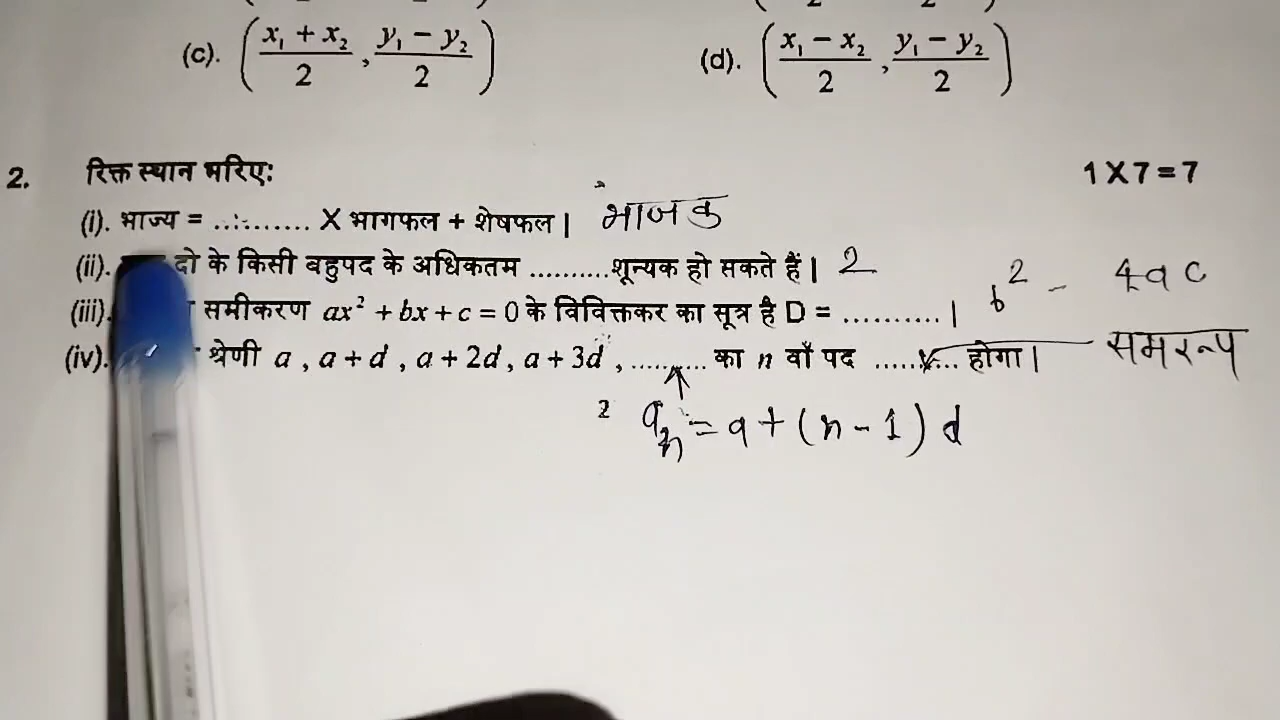 (c). ( (x₁ + x₂)/2 , (y₁ − y₂)/2 ) (d). ( (x₁ − x₂)/2 , (y₁ − y₂)/2 )
2. रिक्त स्थान भरिए: 1 X 7 = 7
(i). भाज्य = .......... X भागफल + शेषफल | भाजक
(ii). दो के किसी बहुपद के अधिकतम ..........शून्यक हो सकते हैं | 2
(iii). समीकरण ax² + bx + c = 0 के विविक्तकर का सूत्र है D = .......... | b² - 4ac
(iv). श्रेणी a , a + d , a + 2d , a + 3d , .......... का n वाँ पद .......... होगा | समरूप
aₙ = a + (n - 1) d